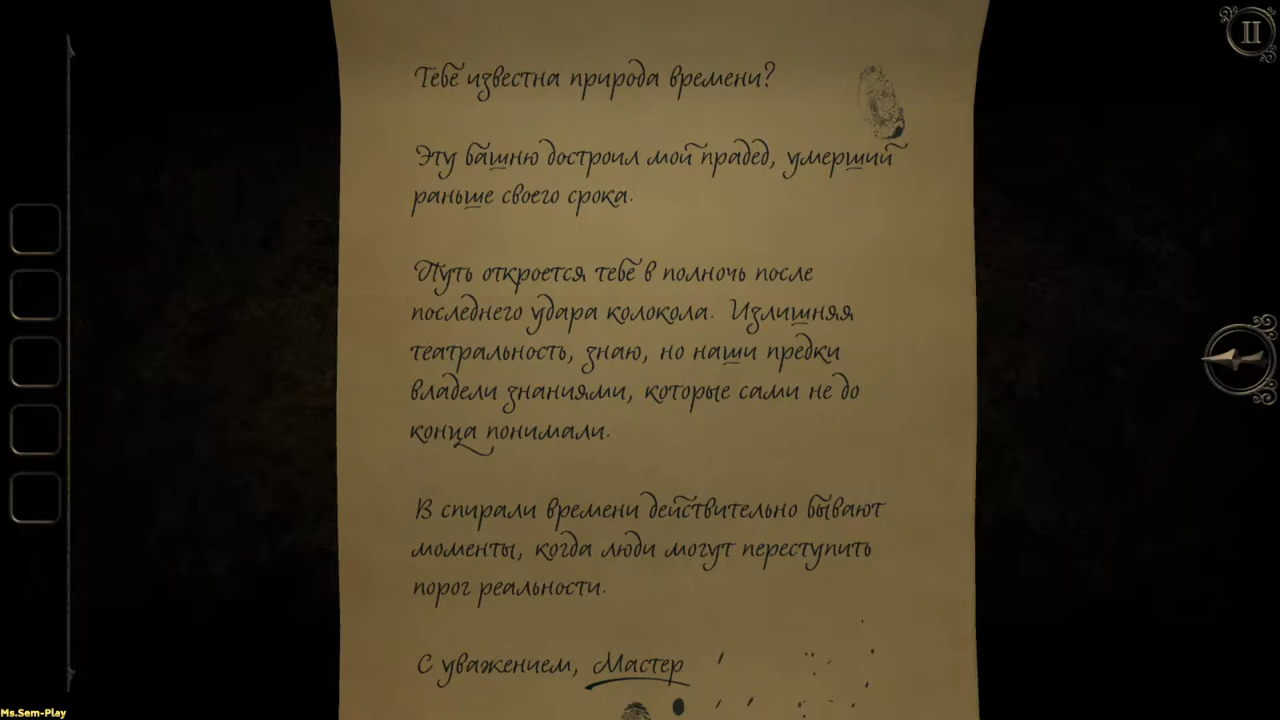 Тебе известна природа времени?
Эту башню достроил мой прадед, умерший
раньше своего срока.
Путь откроется тебе в полночь после
последнего удара колокола. Излишняя
театральность, знаю, но наши предки
владели знаниями, которые сами не до
конца понимали.
В спирали времени действительно бывают
моменты, когда люди могут переступить
порог реальности.
С уважением, Мастер
Ms.Sem-Play